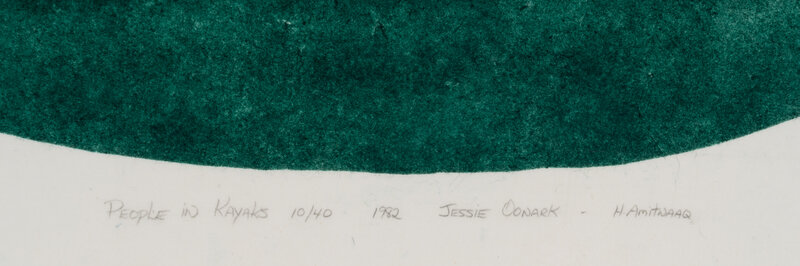 PEOPLE IN KAYAKS 10/40 1982 JESSIE OONARK - H. AMITNAAQ